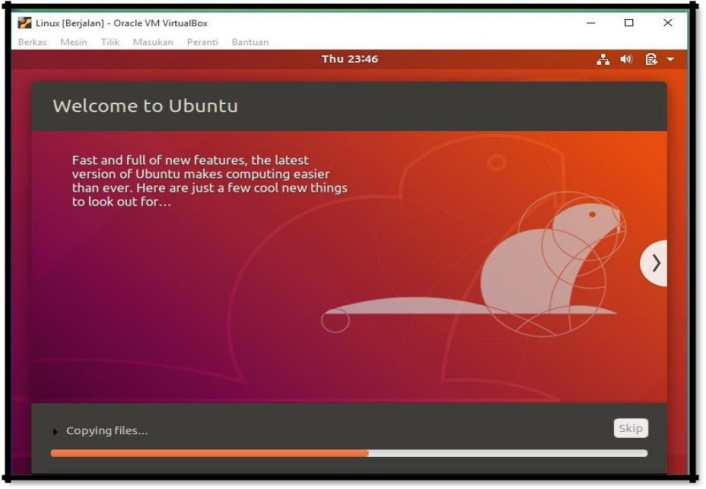 Linux [Berjalan] - Oracle VM VirtualBox
Berkas Mesin Tilik Masukan Peranti Bantuan
Thu 23:46
Welcome to Ubuntu
Fast and full of new features, the latest
version of Ubuntu makes computing easier
than ever. Here are just a few cool new things
to look out for...
Copying files...
Skip